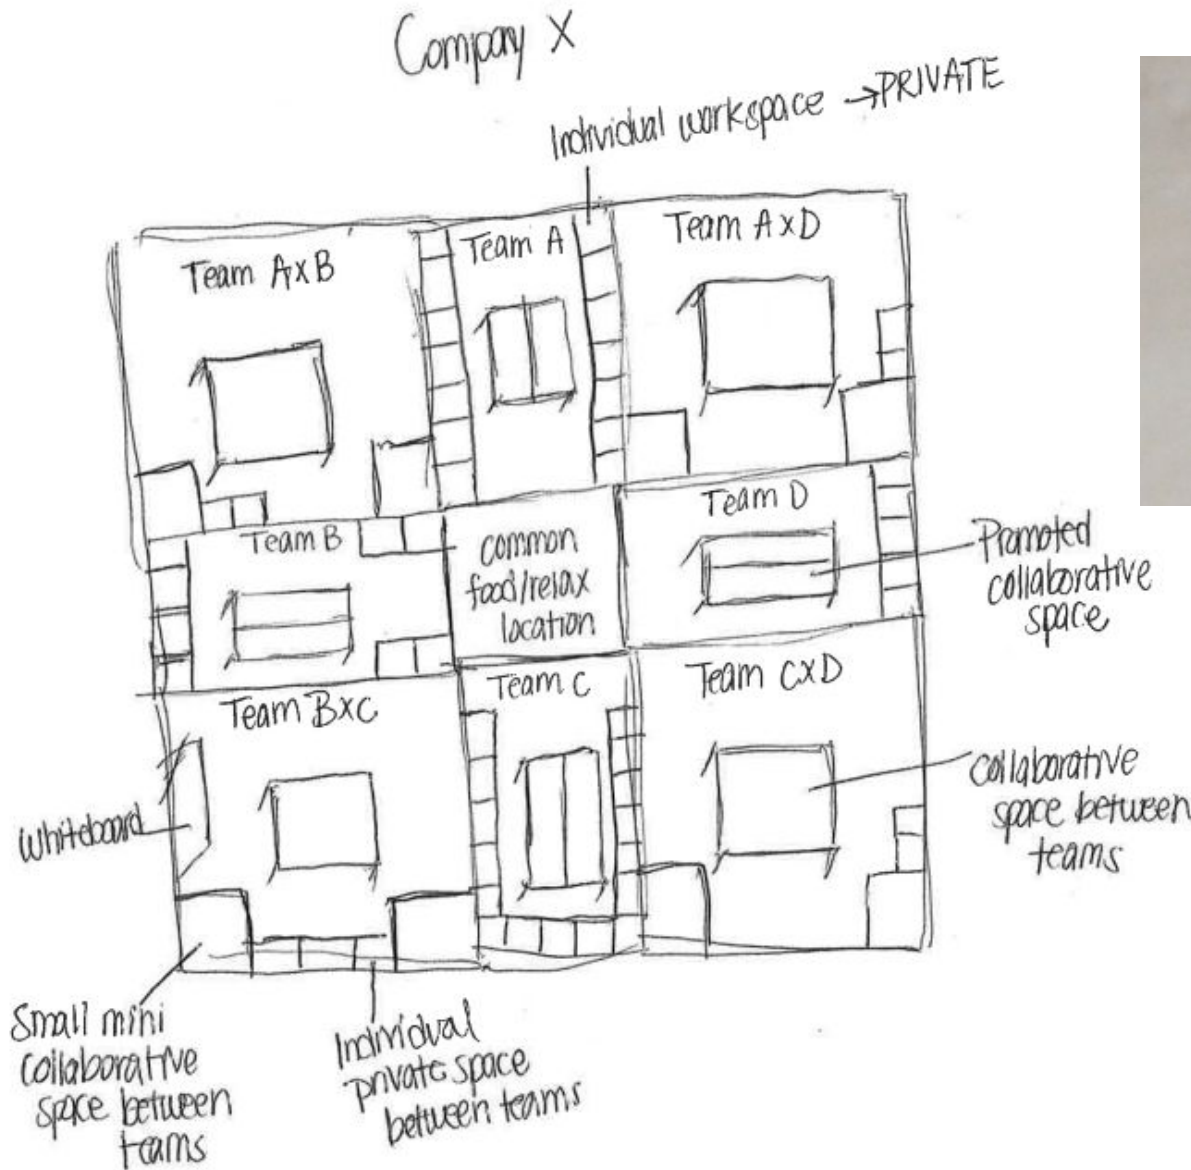 Company X
Individual workspace → PRIVATE
Team AxB
Team A
Team AxD
Team B
common
food/relax
location
Team D
Promoted
collaborative
space
Team BxC
Team C
Team CxD
Whiteboard
collaborative
space between
teams
Small mini
collaborative
space between
teams
Individual
private space
between teams